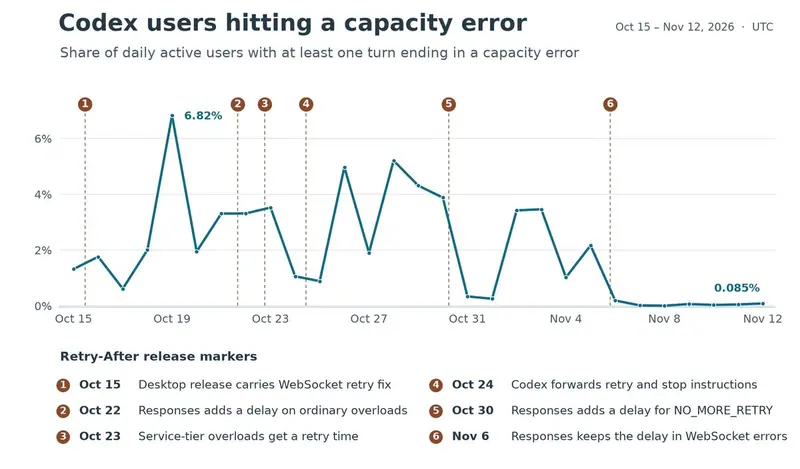 Codex users hitting a capacity error
Oct 15 – Nov 12, 2026 · UTC
Share of daily active users with at least one turn ending in a capacity error
1 2 3 4 5 6
6.82%
6%
4%
2%
0.085%
0%
Oct 15 Oct 19 Oct 23 Oct 27 Oct 31 Nov 4 Nov 8 Nov 12
Retry-After release markers
1 Oct 15 Desktop release carries WebSocket retry fix
2 Oct 22 Responses adds a delay on ordinary overloads
3 Oct 23 Service-tier overloads get a retry time
4 Oct 24 Codex forwards retry and stop instructions
5 Oct 30 Responses adds a delay for NO_MORE_RETRY
6 Nov 6 Responses keeps the delay in WebSocket errors